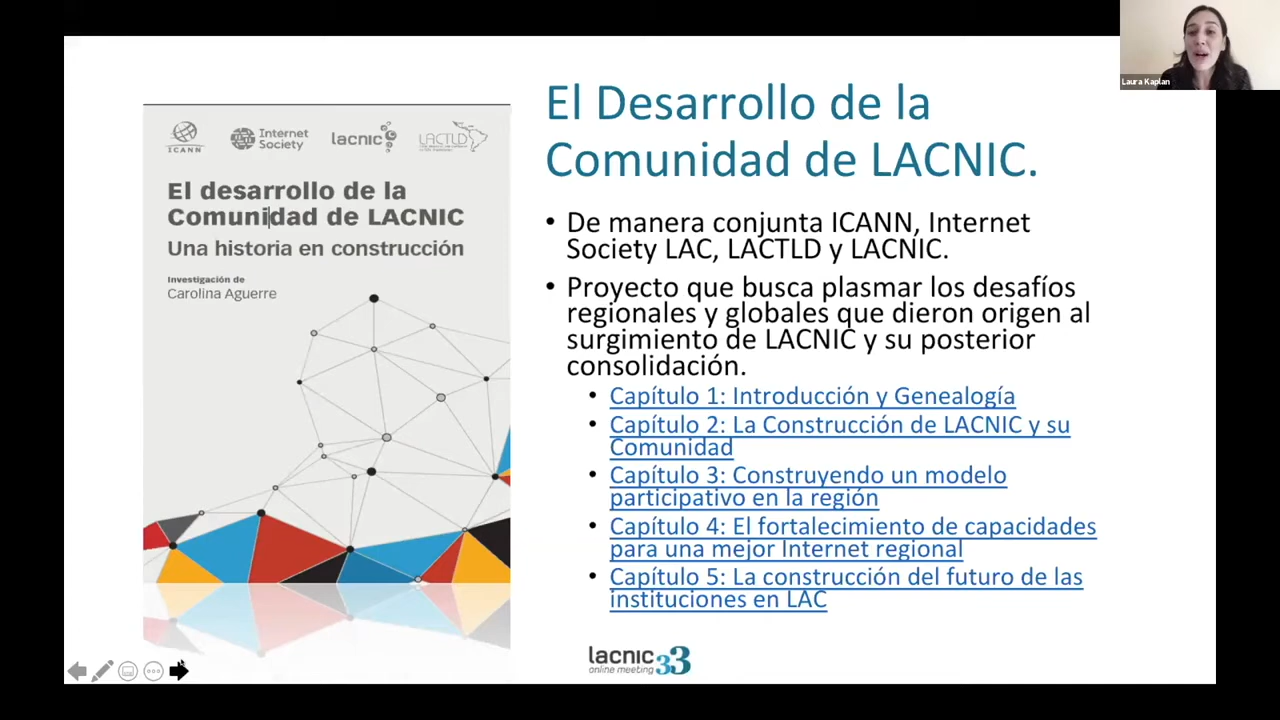 Laura Kaplan
ICANN
Internet
Society
lacnic
LACTLD
El desarrollo de la
Comunidad de LACNIC
Una historia en construcción
Investigación de
Carolina Aguerre
El Desarrollo de la
Comunidad de LACNIC.
• De manera conjunta ICANN, Internet
Society LAC, LACTLD y LACNIC.
• Proyecto que busca plasmar los desafíos
regionales y globales que dieron origen al
surgimiento de LACNIC y su posterior
consolidación.
• Capítulo 1: Introducción y Genealogía
• Capítulo 2: La Construcción de LACNIC y su
Comunidad
• Capítulo 3: Construyendo un modelo
participativo en la región
• Capítulo 4: El fortalecimiento de capacidades
para una mejor Internet regional
• Capítulo 5: La construcción del futuro de las
instituciones en LAC
lacnic 33
online meeting